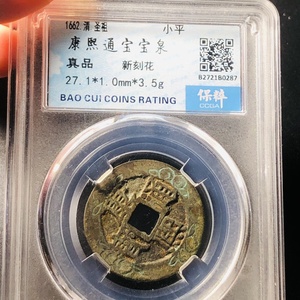 1662.清 圣祖
小平
康熙通宝宝泉
真品
新刻花
27.1*1.0mm*3.5g
BAO CUI COINS RATING
B2721B0287
保粹
CCGA